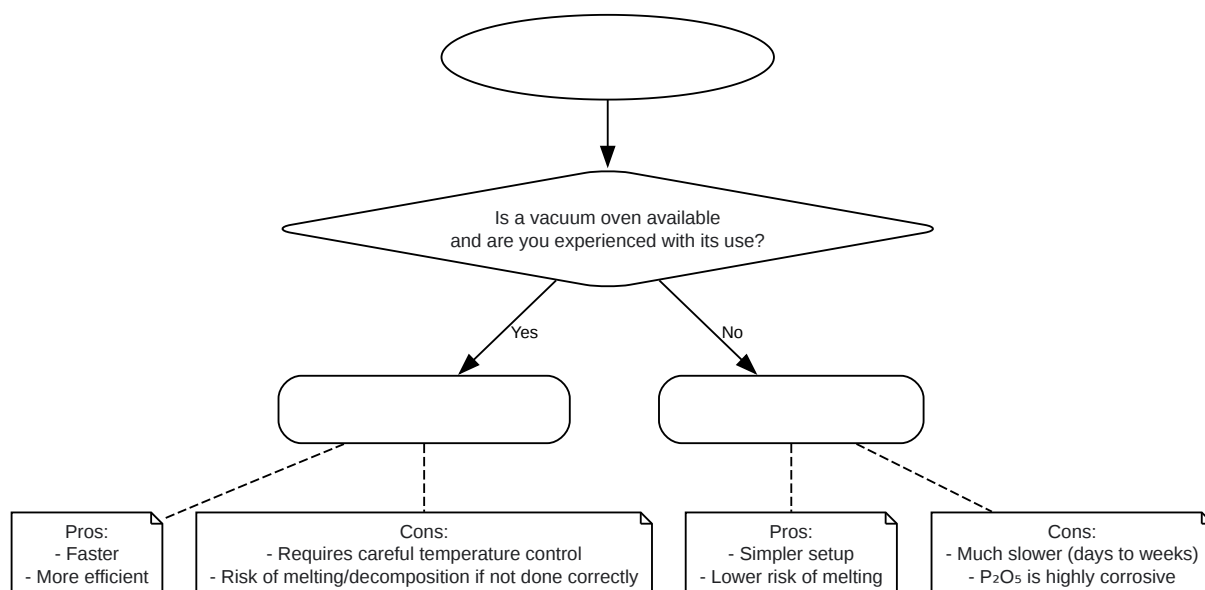 Is a vacuum oven available
and are you experienced with its use?
Yes
No
Pros:
- Faster
- More efficient
Cons:
- Requires careful temperature control
- Risk of melting/decomposition if not done correctly
Pros:
- Simpler setup
- Lower risk of melting
Cons:
- Much slower (days to weeks)
- P₂O₅ is highly corrosive